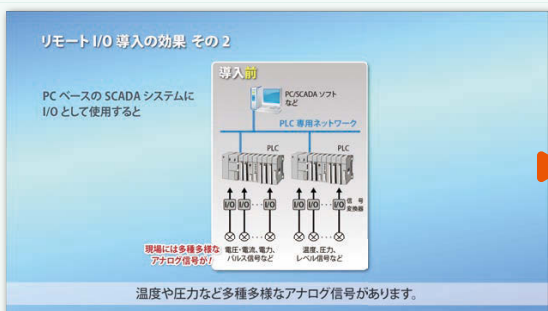 リモート I/O 導入の効果 その 2
PC ベースの SCADA システムに
I/O として使用すると
導入前
PC/SCADA ソフト
など
PLC 専用ネットワーク
PLC
PLC
I/O I/O ・・・ I/O
I/O I/O ・・・ I/O
信 号
変換器
現場には多種多様な
アナログ信号が!
電圧・電流、電力、
パルス信号など
温度、圧力、
レベル信号など
温度や圧力など多種多様なアナログ信号があります。